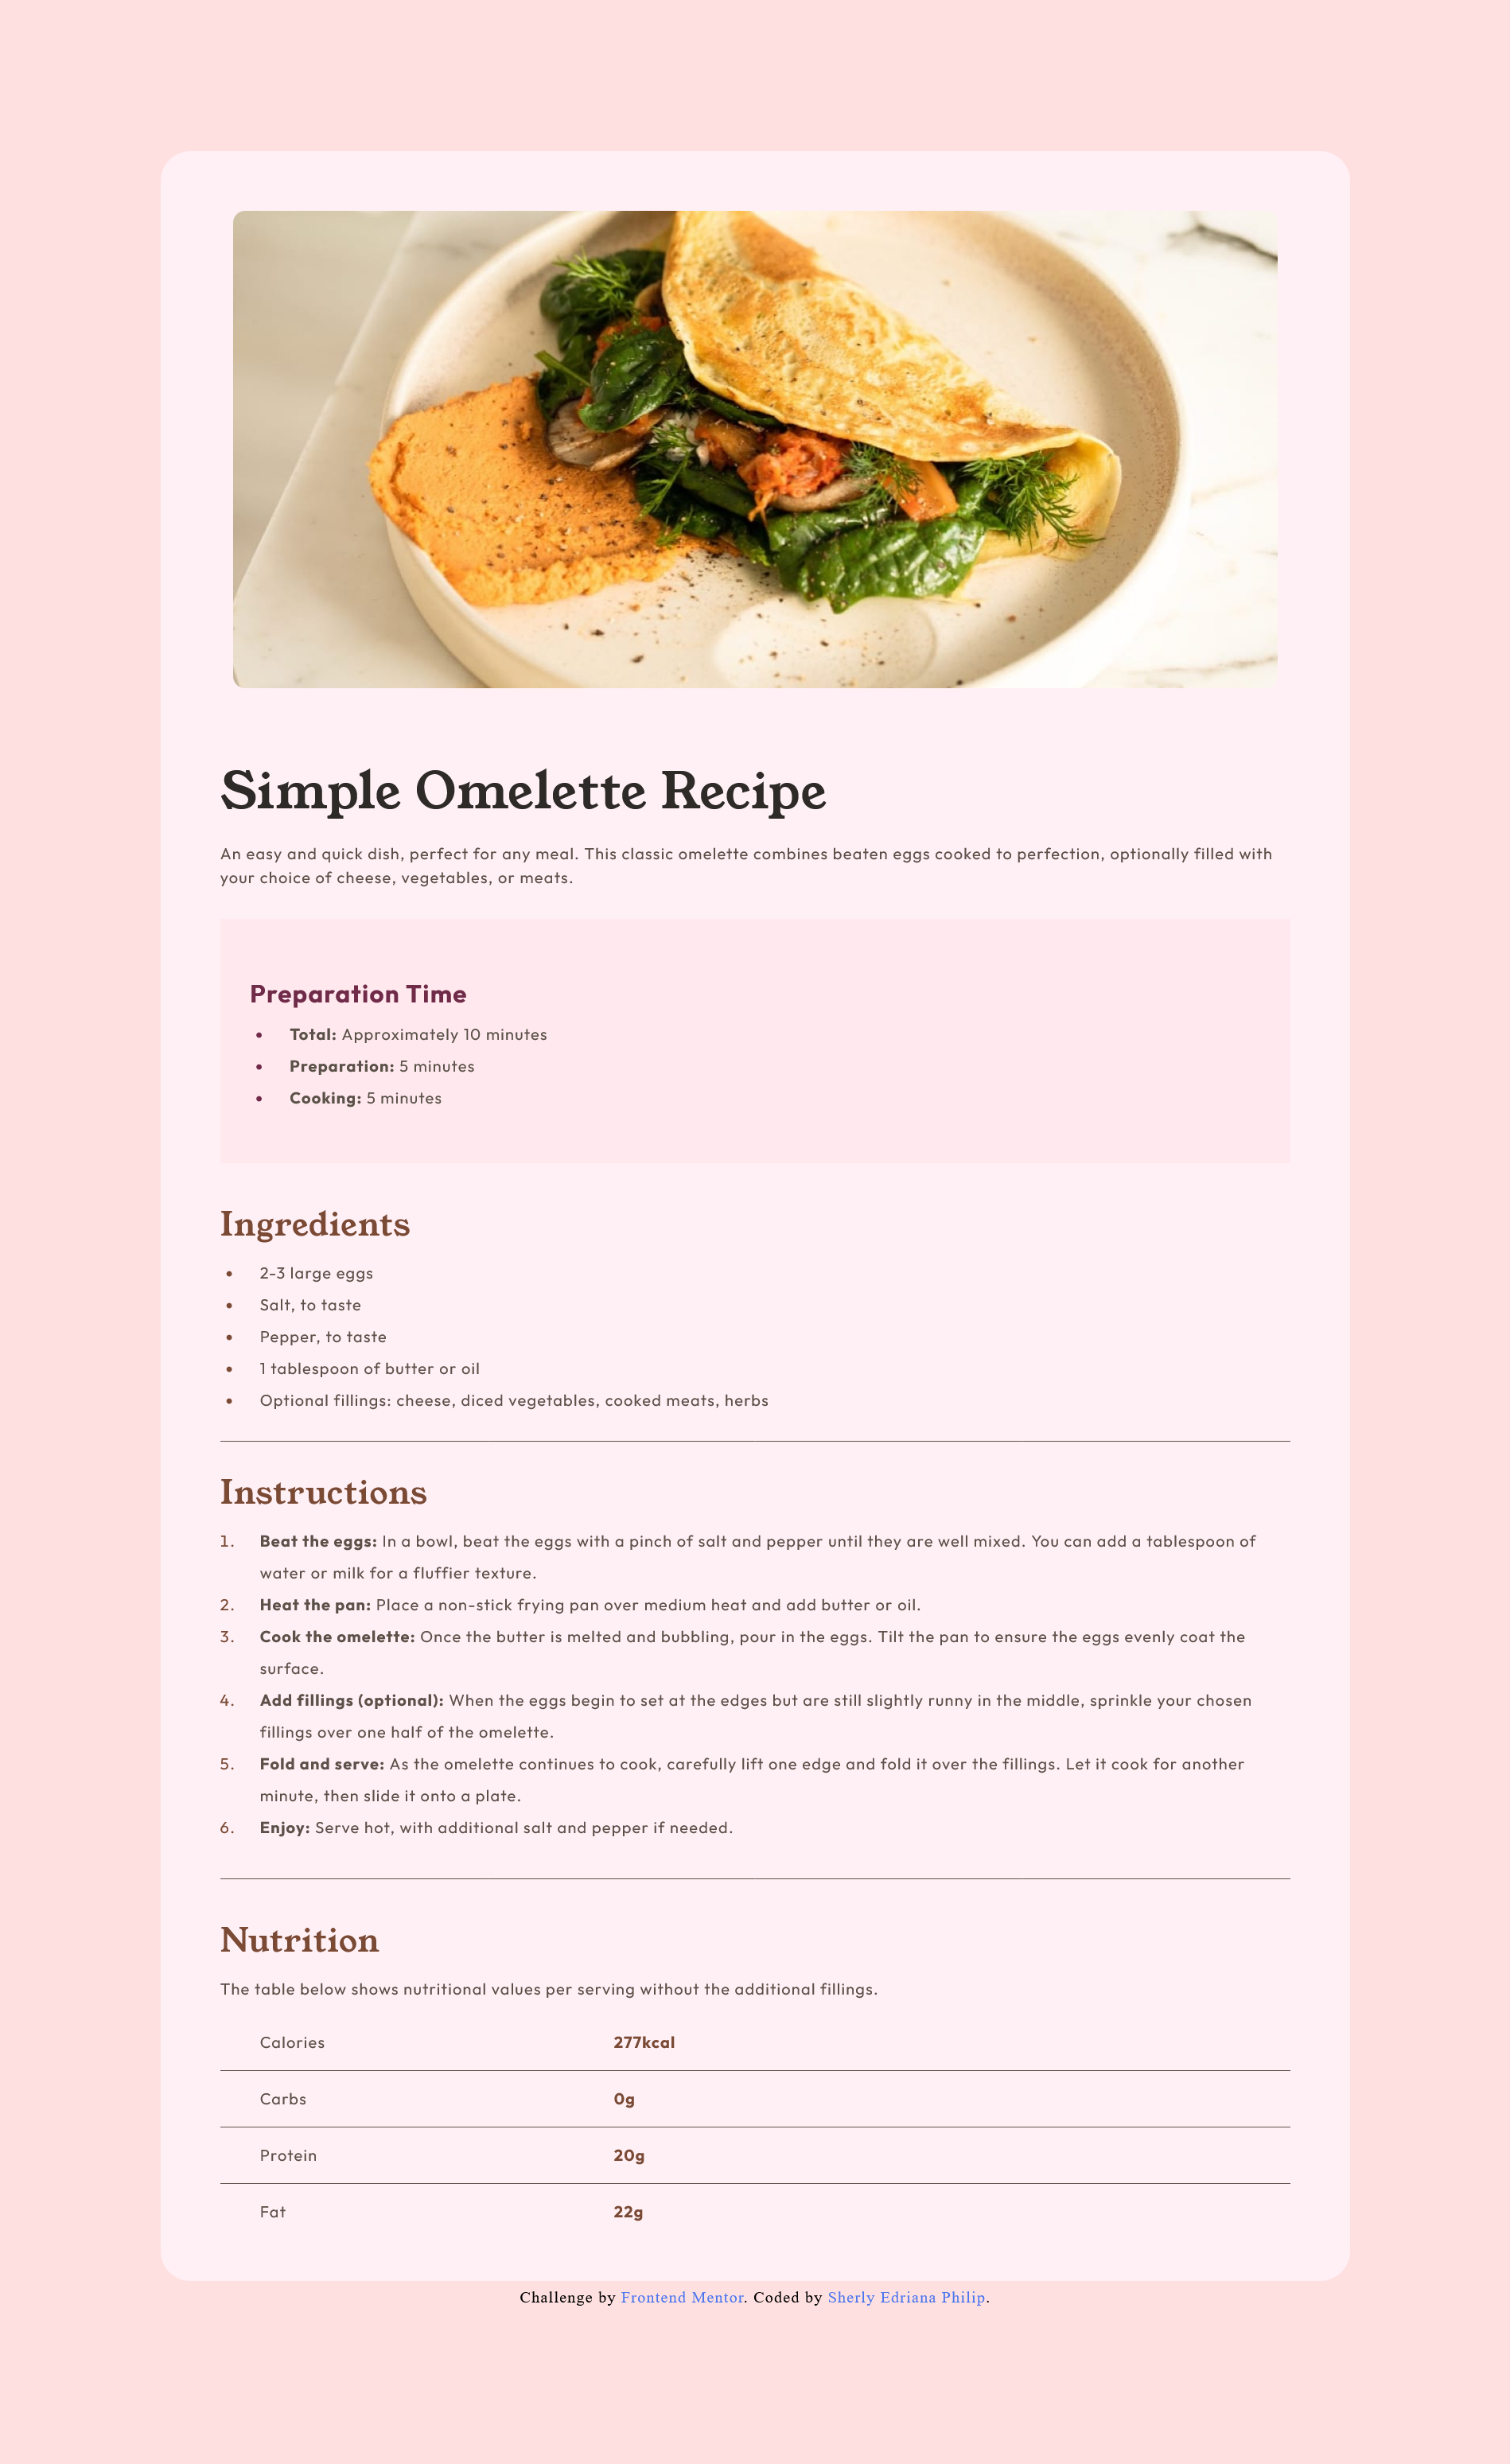 Simple Omelette Recipe
An easy and quick dish, perfect for any meal. This classic omelette combines beaten eggs cooked to perfection, optionally filled with
your choice of cheese, vegetables, or meats.
Preparation Time
• Total: Approximately 10 minutes
• Preparation: 5 minutes
• Cooking: 5 minutes
Ingredients
• 2-3 large eggs
• Salt, to taste
• Pepper, to taste
• 1 tablespoon of butter or oil
• Optional fillings: cheese, diced vegetables, cooked meats, herbs
Instructions
1. Beat the eggs: In a bowl, beat the eggs with a pinch of salt and pepper until they are well mixed. You can add a tablespoon of
water or milk for a fluffier texture.
2. Heat the pan: Place a non-stick frying pan over medium heat and add butter or oil.
3. Cook the omelette: Once the butter is melted and bubbling, pour in the eggs. Tilt the pan to ensure the eggs evenly coat the
surface.
4. Add fillings (optional): When the eggs begin to set at the edges but are still slightly runny in the middle, sprinkle your chosen
fillings over one half of the omelette.
5. Fold and serve: As the omelette continues to cook, carefully lift one edge and fold it over the fillings. Let it cook for another
minute, then slide it onto a plate.
6. Enjoy: Serve hot, with additional salt and pepper if needed.
Nutrition
The table below shows nutritional values per serving without the additional fillings.
Calories 277kcal
Carbs 0g
Protein 20g
Fat 22g
Challenge by Frontend Mentor. Coded by Sherly Edriana Philip.